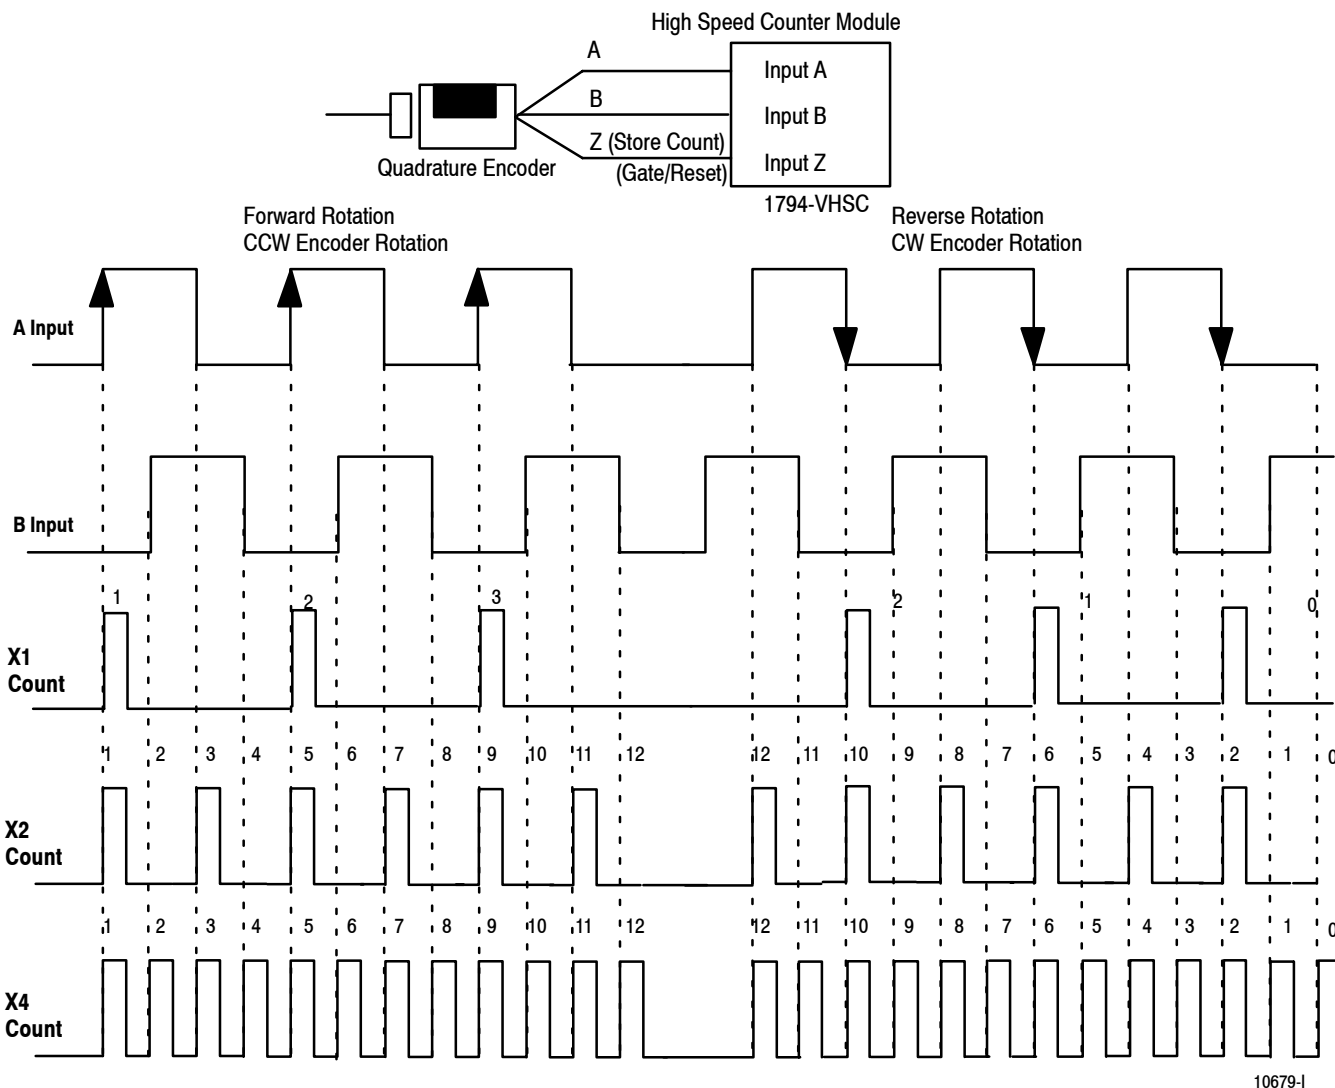 High Speed Counter Module
A
Input A
B
Input B
Z (Store Count)
(Gate/Reset)
Input Z
Quadrature Encoder
1794-VHSC
Forward Rotation
CCW Encoder Rotation
Reverse Rotation
CW Encoder Rotation
A Input
B Input
1 2 3 2 1 0
X1
Count
1 2 3 4 5 6 7 8 9 10 11 12 12 11 10 9 8 7 6 5 4 3 2 1 0
X2
Count
1 2 3 4 5 6 7 8 9 10 11 12 12 11 10 9 8 7 6 5 4 3 2 1 0
X4
Count
10679-I